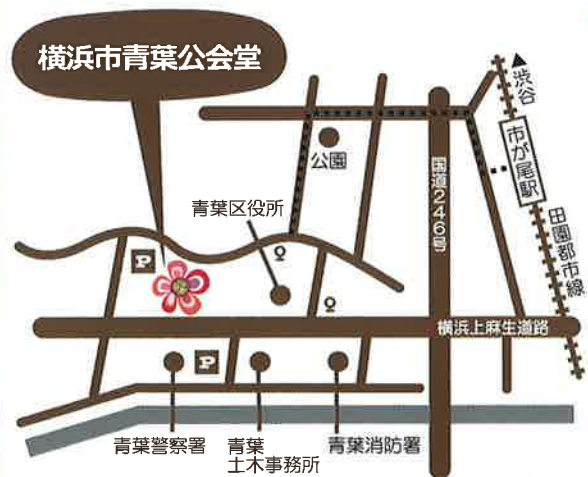 横浜市青葉公会堂
渋谷
市が尾駅
公園
国道246号
青葉区役所
田園都市線
P
横浜上麻生道路
P
青葉警察署
青葉
土木事務所
青葉消防署